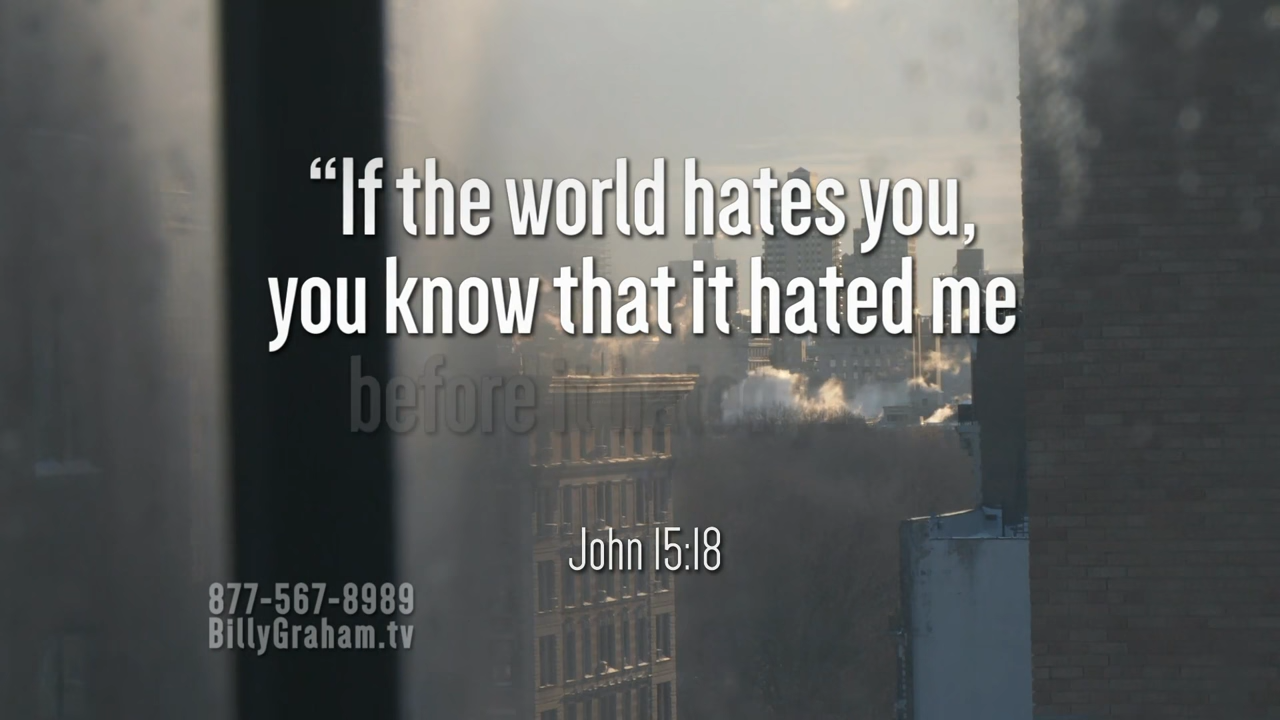 “If the world hates you,
you know that it hated me
before it hated
John 15:18
877-567-8989
BillyGraham.tv